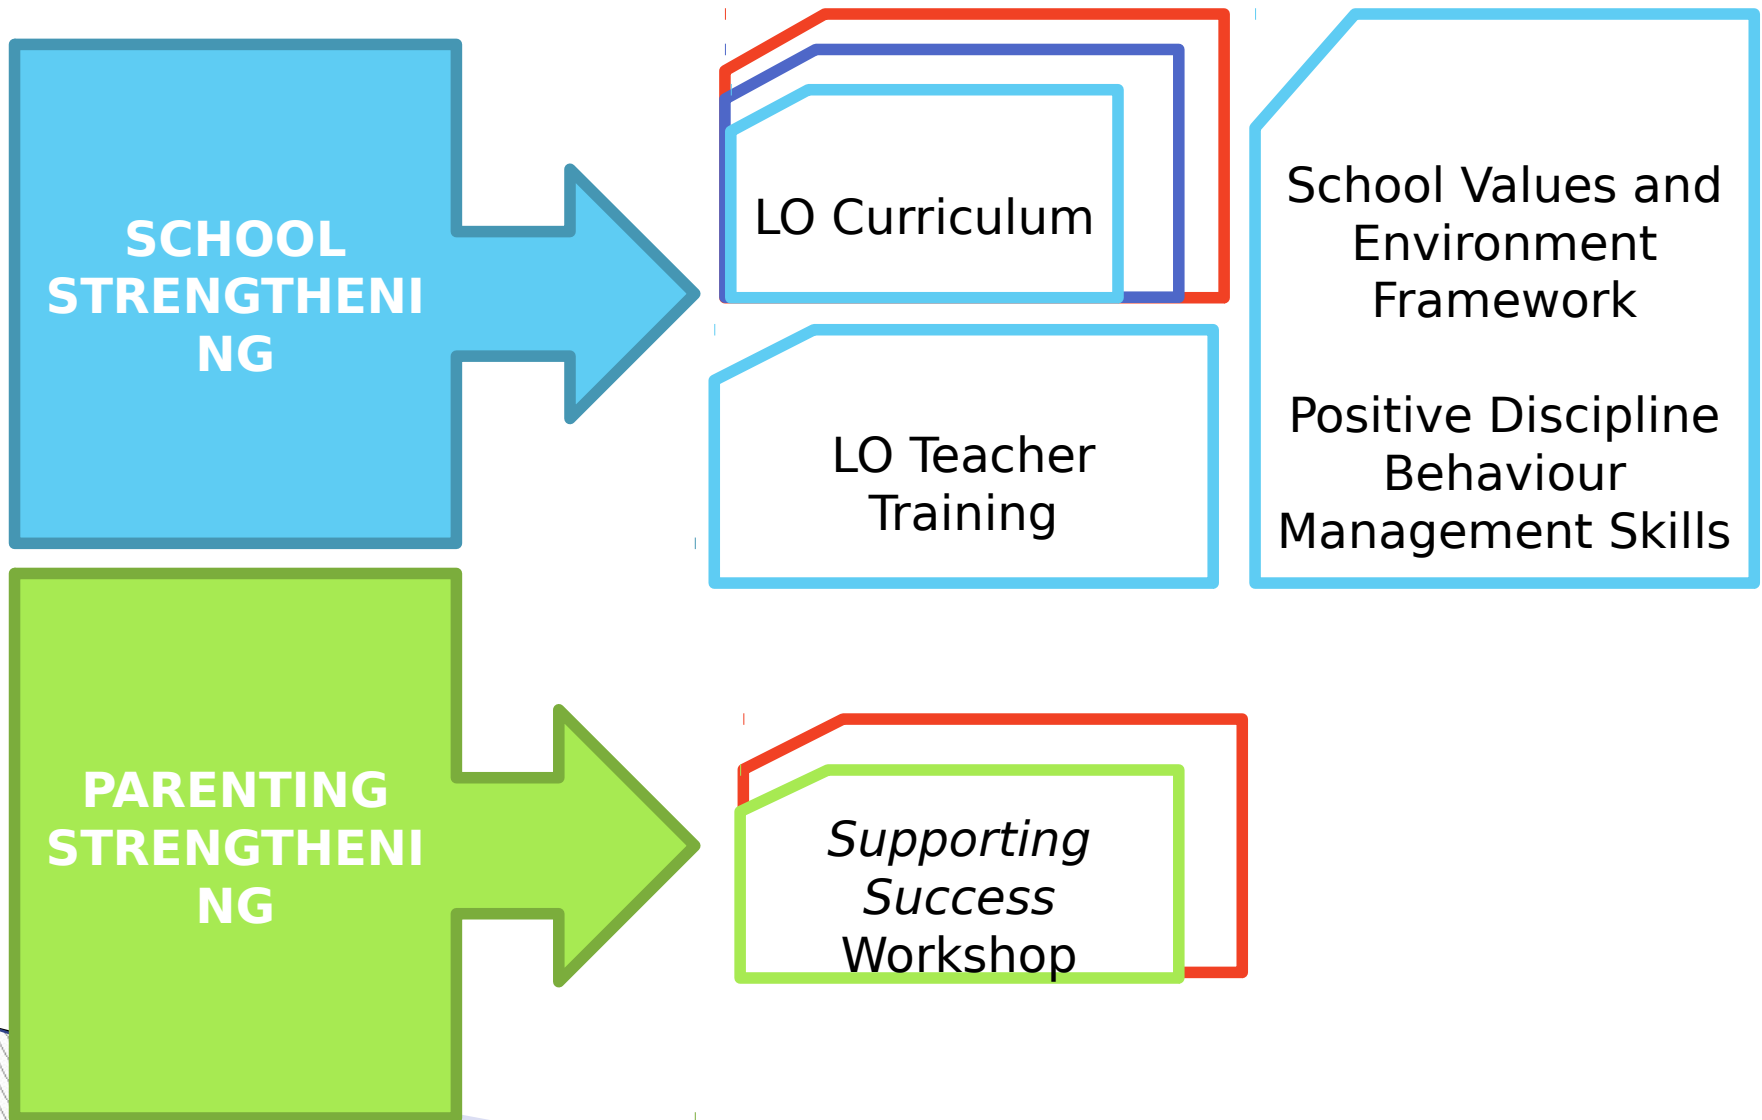 SCHOOL
STRENGTHENI
NG
LO Curriculum
LO Teacher
Training
School Values and
Environment
Framework
Positive Discipline
Behaviour
Management Skills
PARENTING
STRENGTHENI
NG
Supporting
Success
Workshop